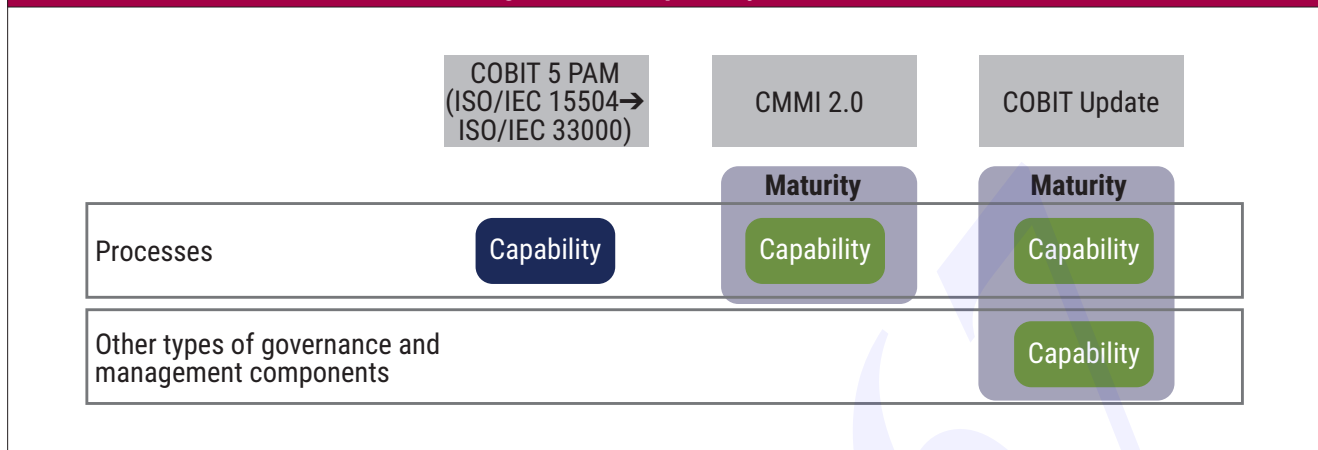 COBIT 5 PAM
(ISO/IEC 15504➔
ISO/IEC 33000)
CMMI 2.0
COBIT Update
Maturity
Maturity
Processes
Capability
Capability
Capability
Other types of governance and
management components
Capability